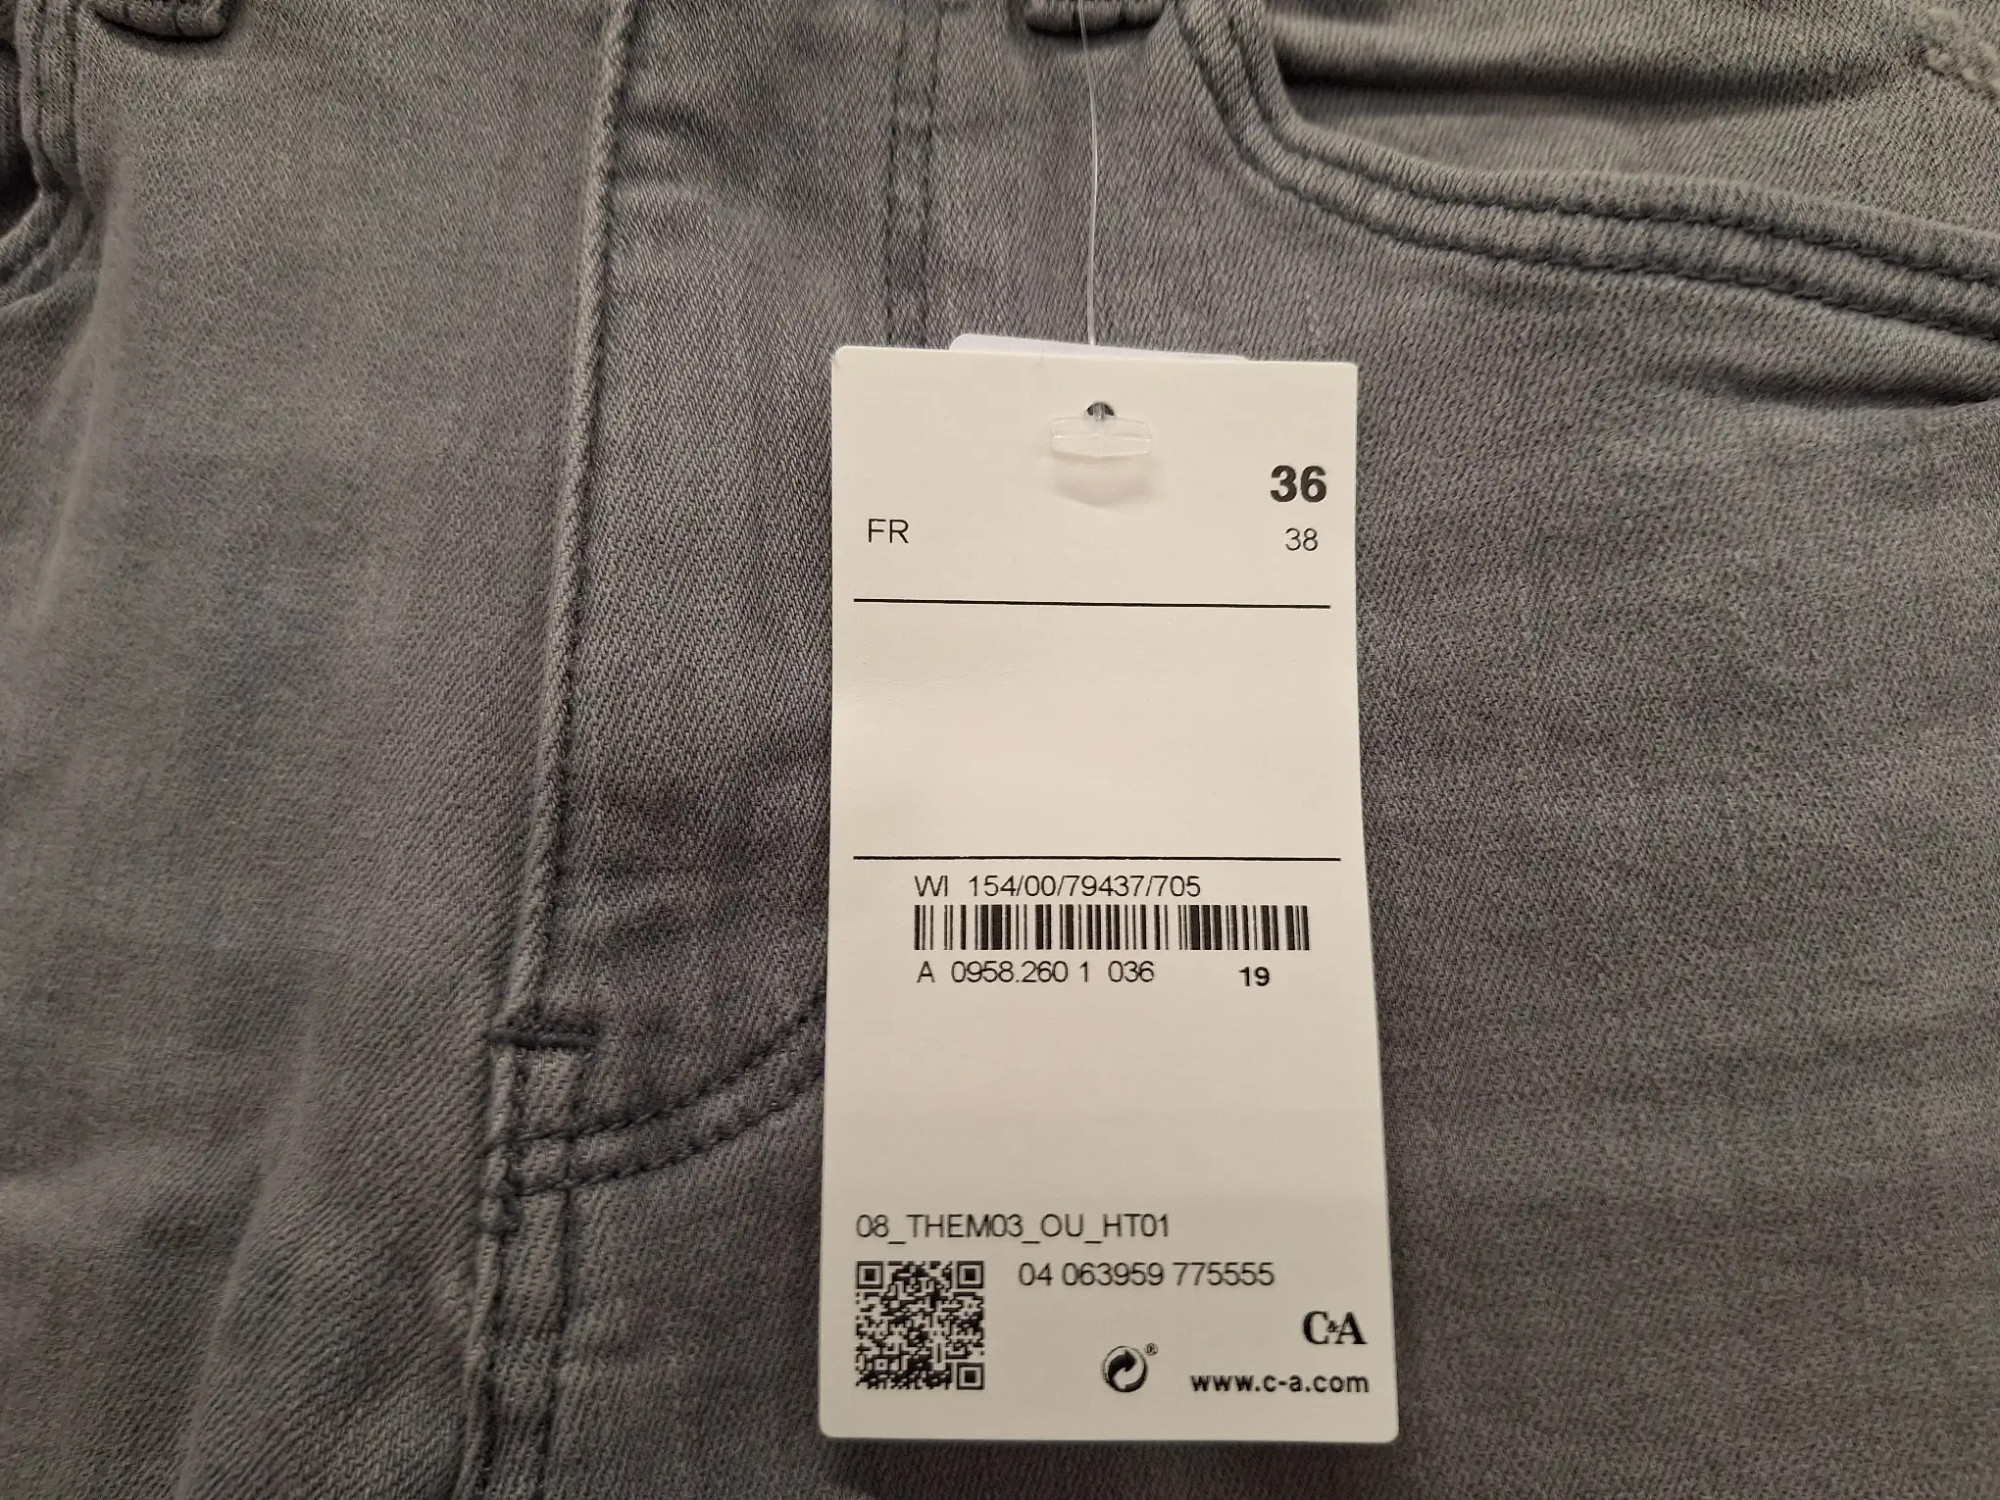 36
FR 38
WI 154/00/79437/705
A 0958.260 1 036 19
08_THEM03_OU_HT01
04 063959 775555
C&A
www.c-a.com